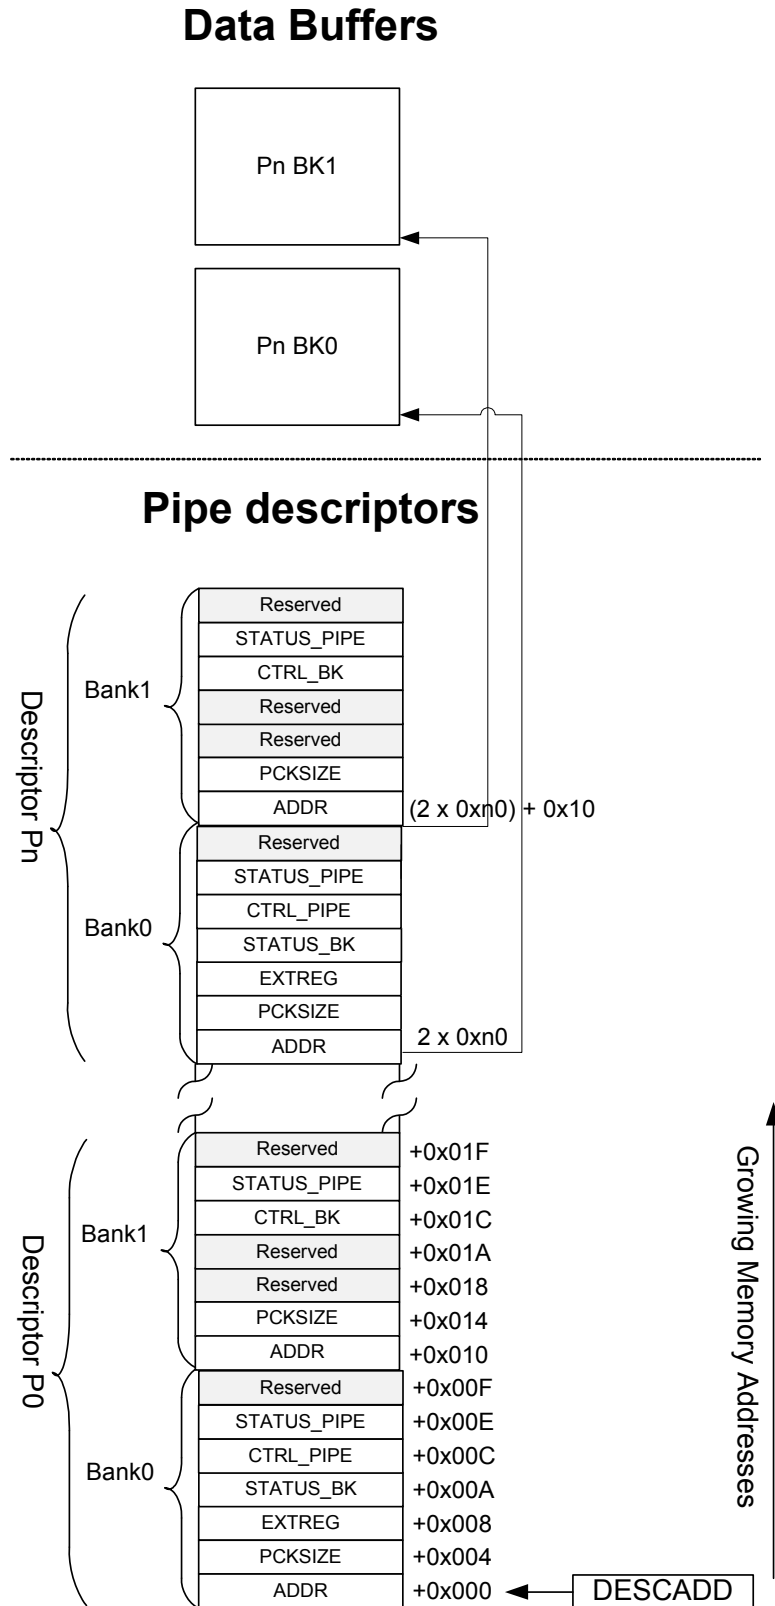 Data Buffers
Pn BK1
Pn BK0
Pipe descriptors
Descriptor Pn
Bank1
Reserved
STATUS_PIPE
CTRL_BK
Reserved
Reserved
PCKSIZE
ADDR (2 x 0xn0) + 0x10
Bank0
Reserved
STATUS_PIPE
CTRL_PIPE
STATUS_BK
EXTREG
PCKSIZE
ADDR 2 x 0xn0
Descriptor P0
Bank1
Reserved +0x01F
STATUS_PIPE +0x01E
CTRL_BK +0x01C
Reserved +0x01A
Reserved +0x018
PCKSIZE +0x014
ADDR +0x010
Bank0
Reserved +0x00F
STATUS_PIPE +0x00E
CTRL_PIPE +0x00C
STATUS_BK +0x00A
EXTREG +0x008
PCKSIZE +0x004
ADDR +0x000 DESCADD
Growing Memory Addresses